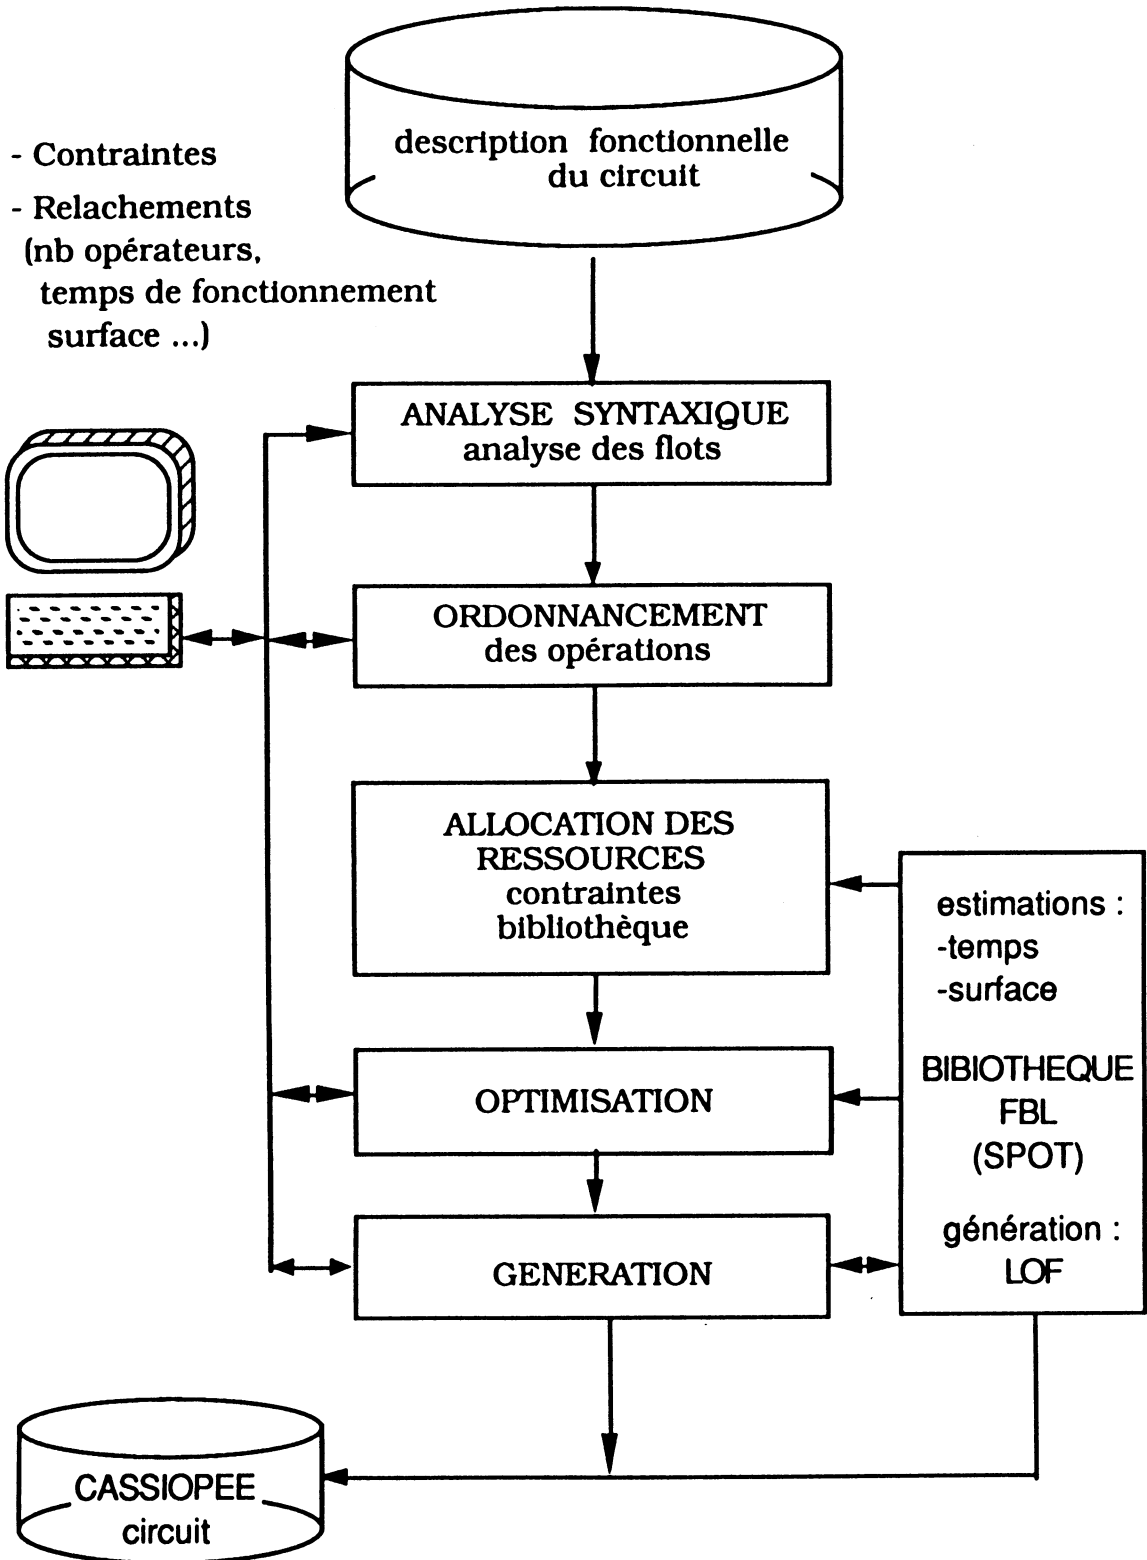 description fonctionnelle
du circuit
- Contraintes
- Relachements
(nb opérateurs,
temps de fonctionnement
surface ...)
ANALYSE SYNTAXIQUE
analyse des flots
ORDONNANCEMENT
des opérations
ALLOCATION DES
RESSOURCES
contraintes
bibliothèque
estimations :
-temps
-surface
BIBIOTHEQUE
FBL
(SPOT)
génération :
LOF
OPTIMISATION
GENERATION
CASSIOPEE
circuit